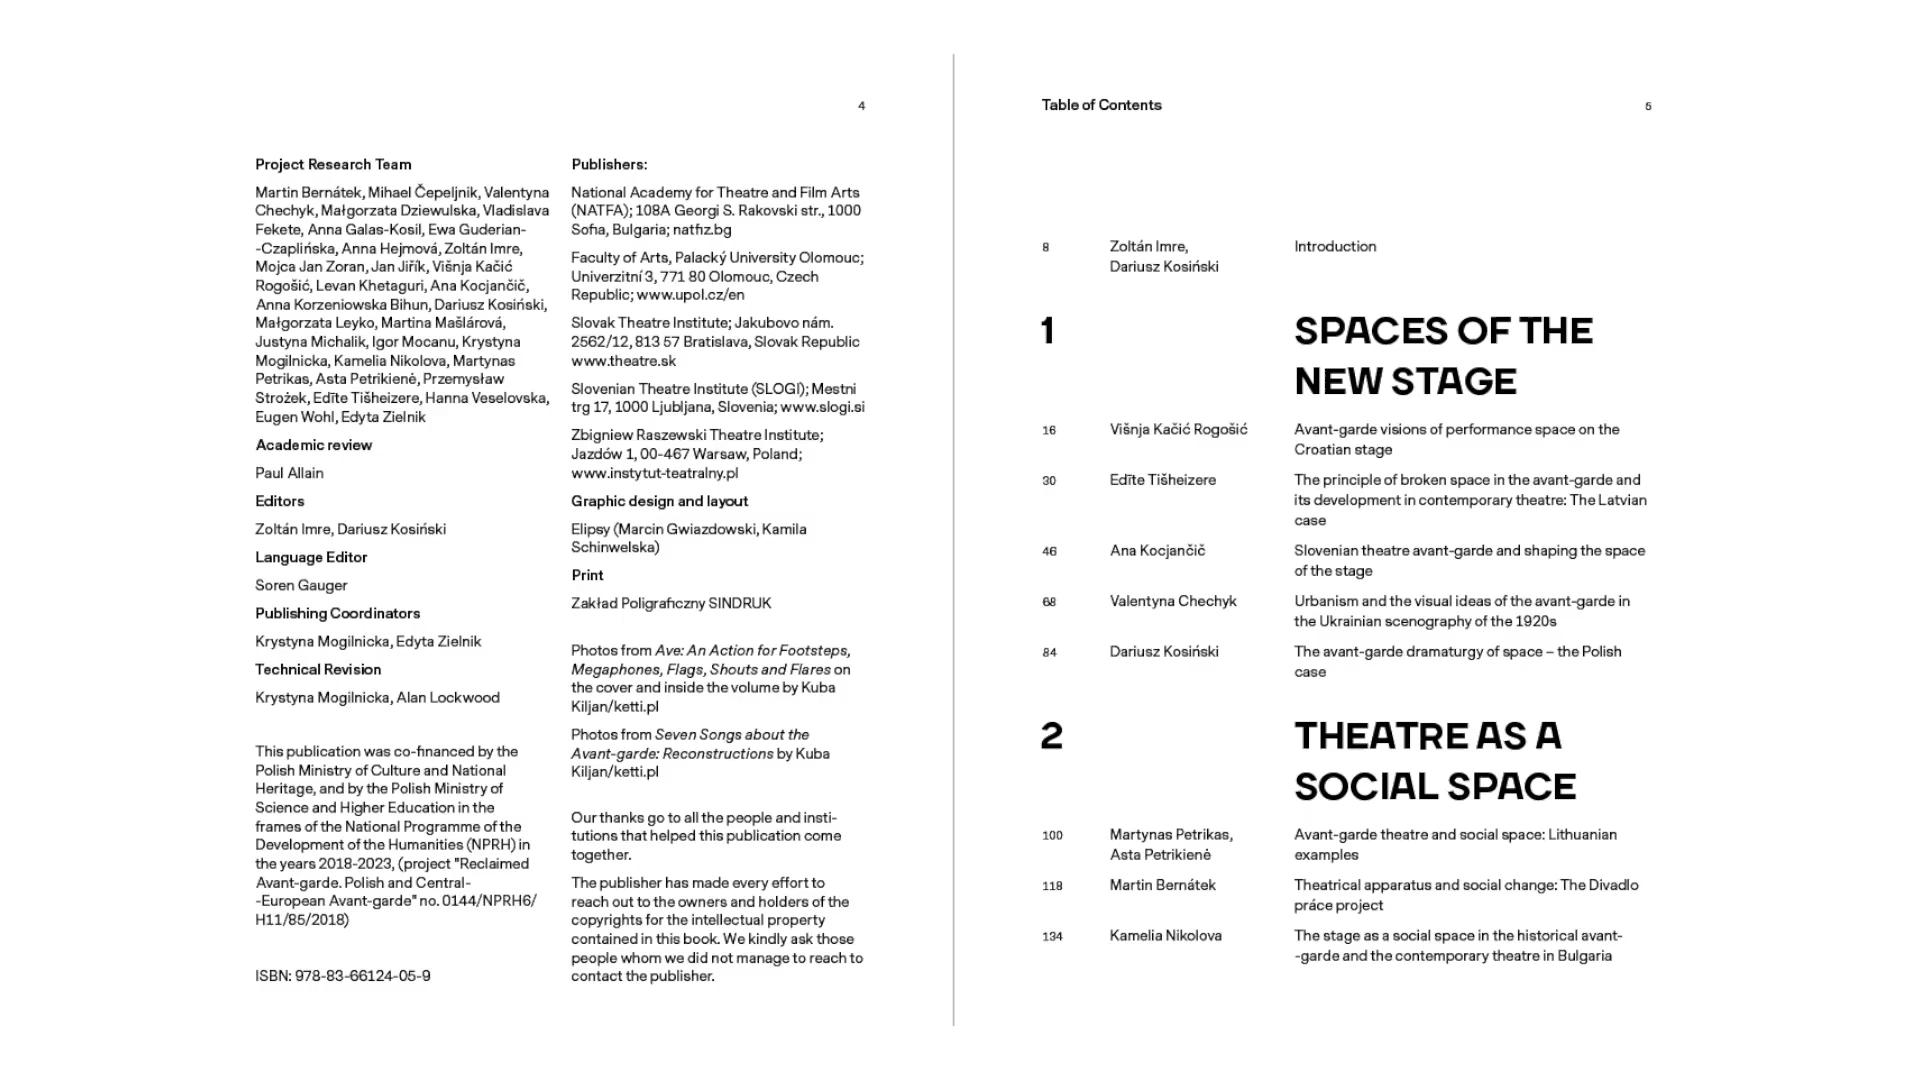 4
Project Research Team
Martin Bernátek, Mihael Čepeljnik, Valentyna
Chechyk, Małgorzata Dziewulska, Vladislava
Fekete, Anna Galas-Kosil, Ewa Guderian-
-Czaplińska, Anna Hejmová, Zoltán Imre,
Mojca Jan Zoran, Jan Jiřík, Višnja Kačić
Rogošić, Levan Khetaguri, Ana Kocjančič,
Anna Korzeniowska Bihun, Dariusz Kosiński,
Małgorzata Leyko, Martina Mašlárová,
Justyna Michalik, Igor Mocanu, Krystyna
Mogilnicka, Kamelia Nikolova, Martynas
Petrikas, Asta Petrikienė, Przemysław
Strożek, Edīte Tišheizere, Hanna Veselovska,
Eugen Wohl, Edyta Zielnik
Academic review
Paul Allain
Editors
Zoltán Imre, Dariusz Kosiński
Language Editor
Soren Gauger
Publishing Coordinators
Krystyna Mogilnicka, Edyta Zielnik
Technical Revision
Krystyna Mogilnicka, Alan Lockwood
This publication was co-financed by the
Polish Ministry of Culture and National
Heritage, and by the Polish Ministry of
Science and Higher Education in the
frames of the National Programme of the
Development of the Humanities (NPRH) in
the years 2018-2023, (project "Reclaimed
Avant-garde. Polish and Central-
-European Avant-garde" no. 0144/NPRH6/
H11/85/2018)
ISBN: 978-83-66124-05-9
Publishers:
National Academy for Theatre and Film Arts
(NATFA); 108A Georgi S. Rakovski str., 1000
Sofia, Bulgaria; natfiz.bg
Faculty of Arts, Palacký University Olomouc;
Univerzitní 3, 771 80 Olomouc, Czech
Republic; www.upol.cz/en
Slovak Theatre Institute; Jakubovo nám.
2562/12, 813 57 Bratislava, Slovak Republic
www.theatre.sk
Slovenian Theatre Institute (SLOGI); Mestni
trg 17, 1000 Ljubljana, Slovenia; www.slogi.si
Zbigniew Raszewski Theatre Institute;
Jazdów 1, 00-467 Warsaw, Poland;
www.instytut-teatralny.pl
Graphic design and layout
Elipsy (Marcin Gwiazdowski, Kamila
Schinwelska)
Print
Zakład Poligraficzny SINDRUK
Photos from Ave: An Action for Footsteps,
Megaphones, Flags, Shouts and Flares on
the cover and inside the volume by Kuba
Kiljan/ketti.pl
Photos from Seven Songs about the
Avant-garde: Reconstructions by Kuba
Kiljan/ketti.pl
Our thanks go to all the people and insti-
tutions that helped this publication come
together.
The publisher has made every effort to
reach out to the owners and holders of the
copyrights for the intellectual property
contained in this book. We kindly ask those
people whom we did not manage to reach to
contact the publisher.
Table of Contents 5
8 Zoltán Imre, Introduction
Dariusz Kosiński
1 SPACES OF THE
NEW STAGE
16 Višnja Kačić Rogošić Avant-garde visions of performance space on the
Croatian stage
30 Edīte Tišheizere The principle of broken space in the avant-garde and
its development in contemporary theatre: The Latvian
case
46 Ana Kocjančič Slovenian theatre avant-garde and shaping the space
of the stage
68 Valentyna Chechyk Urbanism and the visual ideas of the avant-garde in
the Ukrainian scenography of the 1920s
84 Dariusz Kosiński The avant-garde dramaturgy of space – the Polish
case
2 THEATRE AS A
SOCIAL SPACE
100 Martynas Petrikas, Avant-garde theatre and social space: Lithuanian
Asta Petrikienė examples
118 Martin Bernátek Theatrical apparatus and social change: The Divadlo
práce project
134 Kamelia Nikolova The stage as a social space in the historical avant-
-garde and the contemporary theatre in Bulgaria